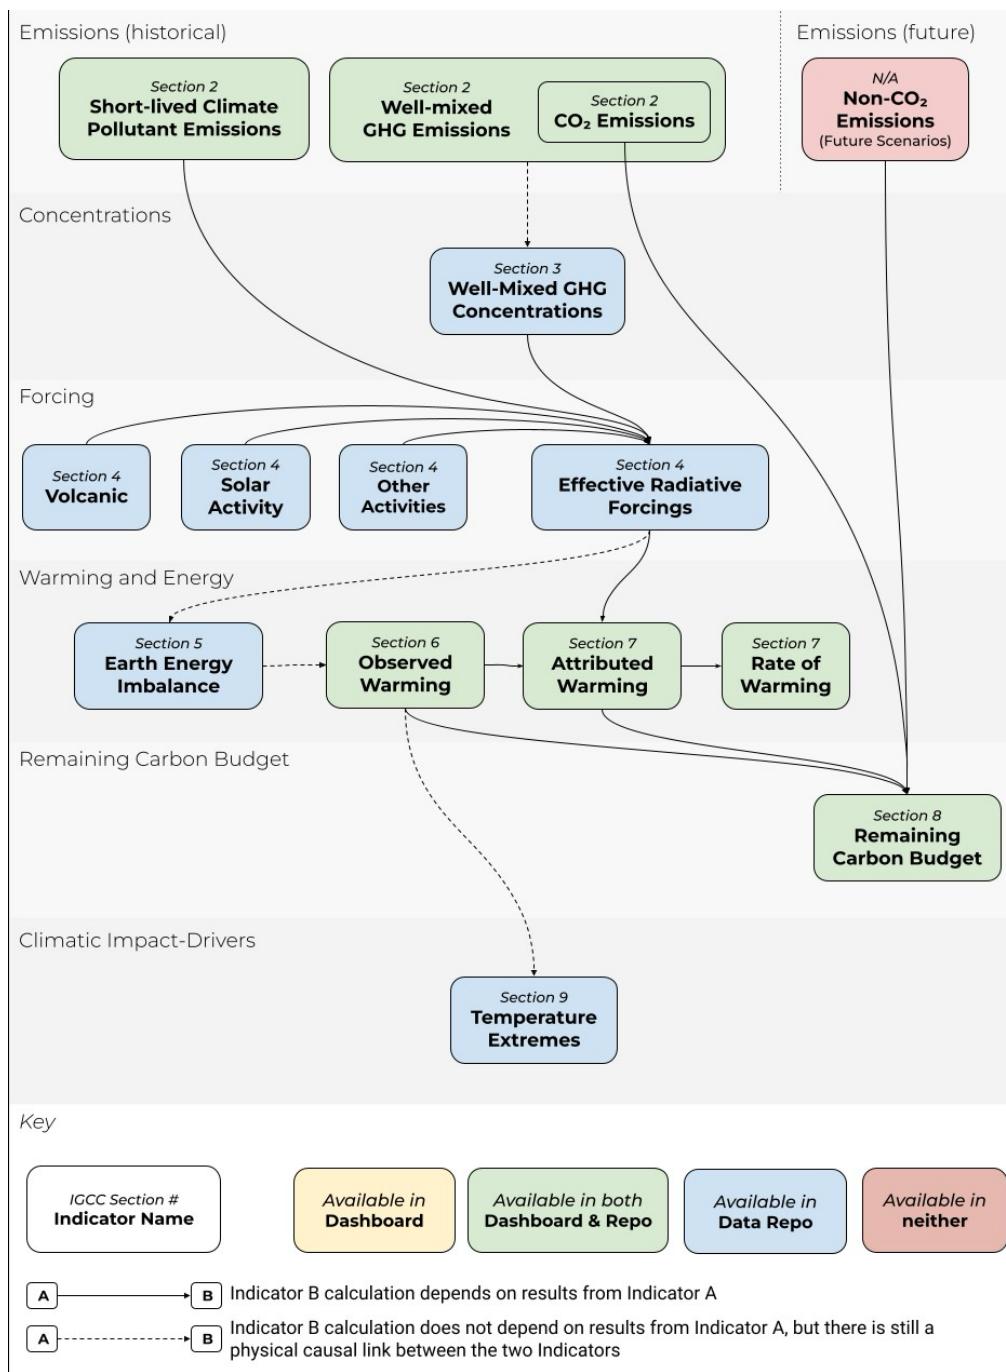 Emissions (historical)
Emissions (future)
Section 2
Short-lived Climate
Pollutant Emissions
Section 2
Well-mixed
GHG Emissions
Section 2
CO₂ Emissions
N/A
Non-CO₂
Emissions
(Future Scenarios)
Concentrations
Section 3
Well-Mixed GHG
Concentrations
Forcing
Section 4
Volcanic
Section 4
Solar
Activity
Section 4
Other
Activities
Section 4
Effective Radiative
Forcings
Warming and Energy
Section 5
Earth Energy
Imbalance
Section 6
Observed
Warming
Section 7
Attributed
Warming
Section 7
Rate of
Warming
Remaining Carbon Budget
Section 8
Remaining
Carbon Budget
Climatic Impact-Drivers
Section 9
Temperature
Extremes
Key
IGCC Section #
Indicator Name
Available in
Dashboard
Available in both
Dashboard & Repo
Available in
Data Repo
Available in
neither
A B Indicator B calculation depends on results from Indicator A
A B Indicator B calculation does not depend on results from Indicator A, but there is still a
physical causal link between the two Indicators